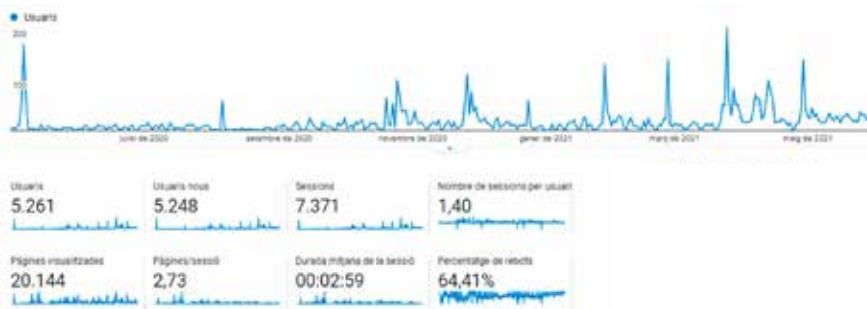 Usuaris
200
100
juliol de 2020 setembre de 2020 novembre de 2020 gener de 2021 març de 2021 maig de 2021
Usuaris Usuaris nous Sessions Nombre de sessions per usuari
5.261 5.248 7.371 1,40
Pàgines visualitzades Pàgines/sessió Durada mitjana de la sessió Percentatge de rebots
20.144 2,73 00:02:59 64,41%